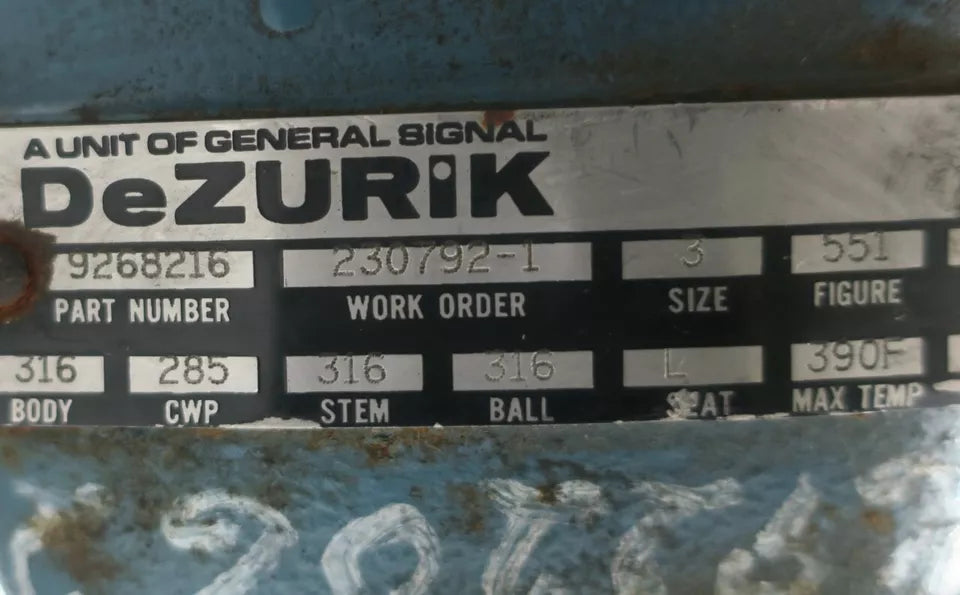 A UNIT OF GENERAL SIGNAL
DeZURiK
9268216 230792-1 3 551
PART NUMBER WORK ORDER SIZE FIGURE
316 285 316 316 L 390F
BODY CWP STEM BALL SEAT MAX TEMP